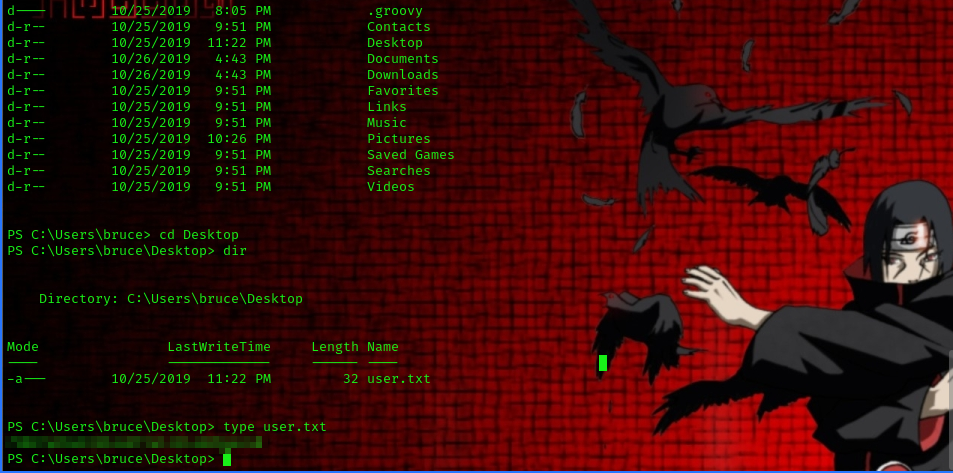 d---- 10/25/2019 8:05 PM .groovy
d-r-- 10/25/2019 9:51 PM Contacts
d-r-- 10/25/2019 11:22 PM Desktop
d-r-- 10/26/2019 4:43 PM Documents
d-r-- 10/26/2019 4:43 PM Downloads
d-r-- 10/25/2019 9:51 PM Favorites
d-r-- 10/25/2019 9:51 PM Links
d-r-- 10/25/2019 9:51 PM Music
d-r-- 10/25/2019 10:26 PM Pictures
d-r-- 10/25/2019 9:51 PM Saved Games
d-r-- 10/25/2019 9:51 PM Searches
d-r-- 10/25/2019 9:51 PM Videos
PS C:\Users\bruce> cd Desktop
PS C:\Users\bruce\Desktop> dir
Directory: C:\Users\bruce\Desktop
Mode LastWriteTime Length Name
---- ------------- ------ ----
-a--- 10/25/2019 11:22 PM 32 user.txt
PS C:\Users\bruce\Desktop> type user.txt
PS C:\Users\bruce\Desktop>